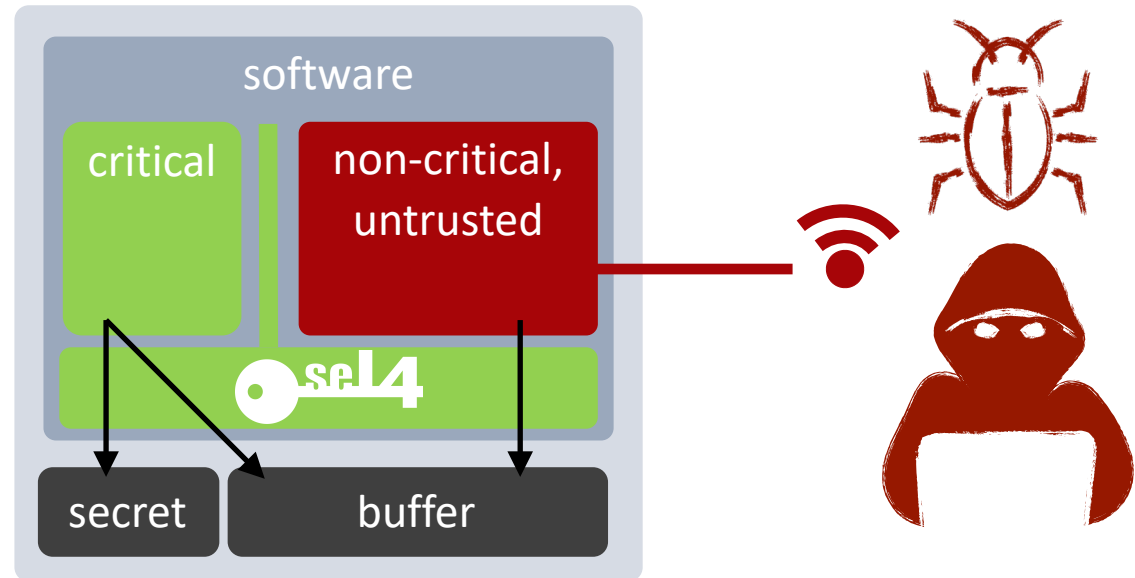 software
critical
non-critical,
untrusted
seL4
secret
buffer